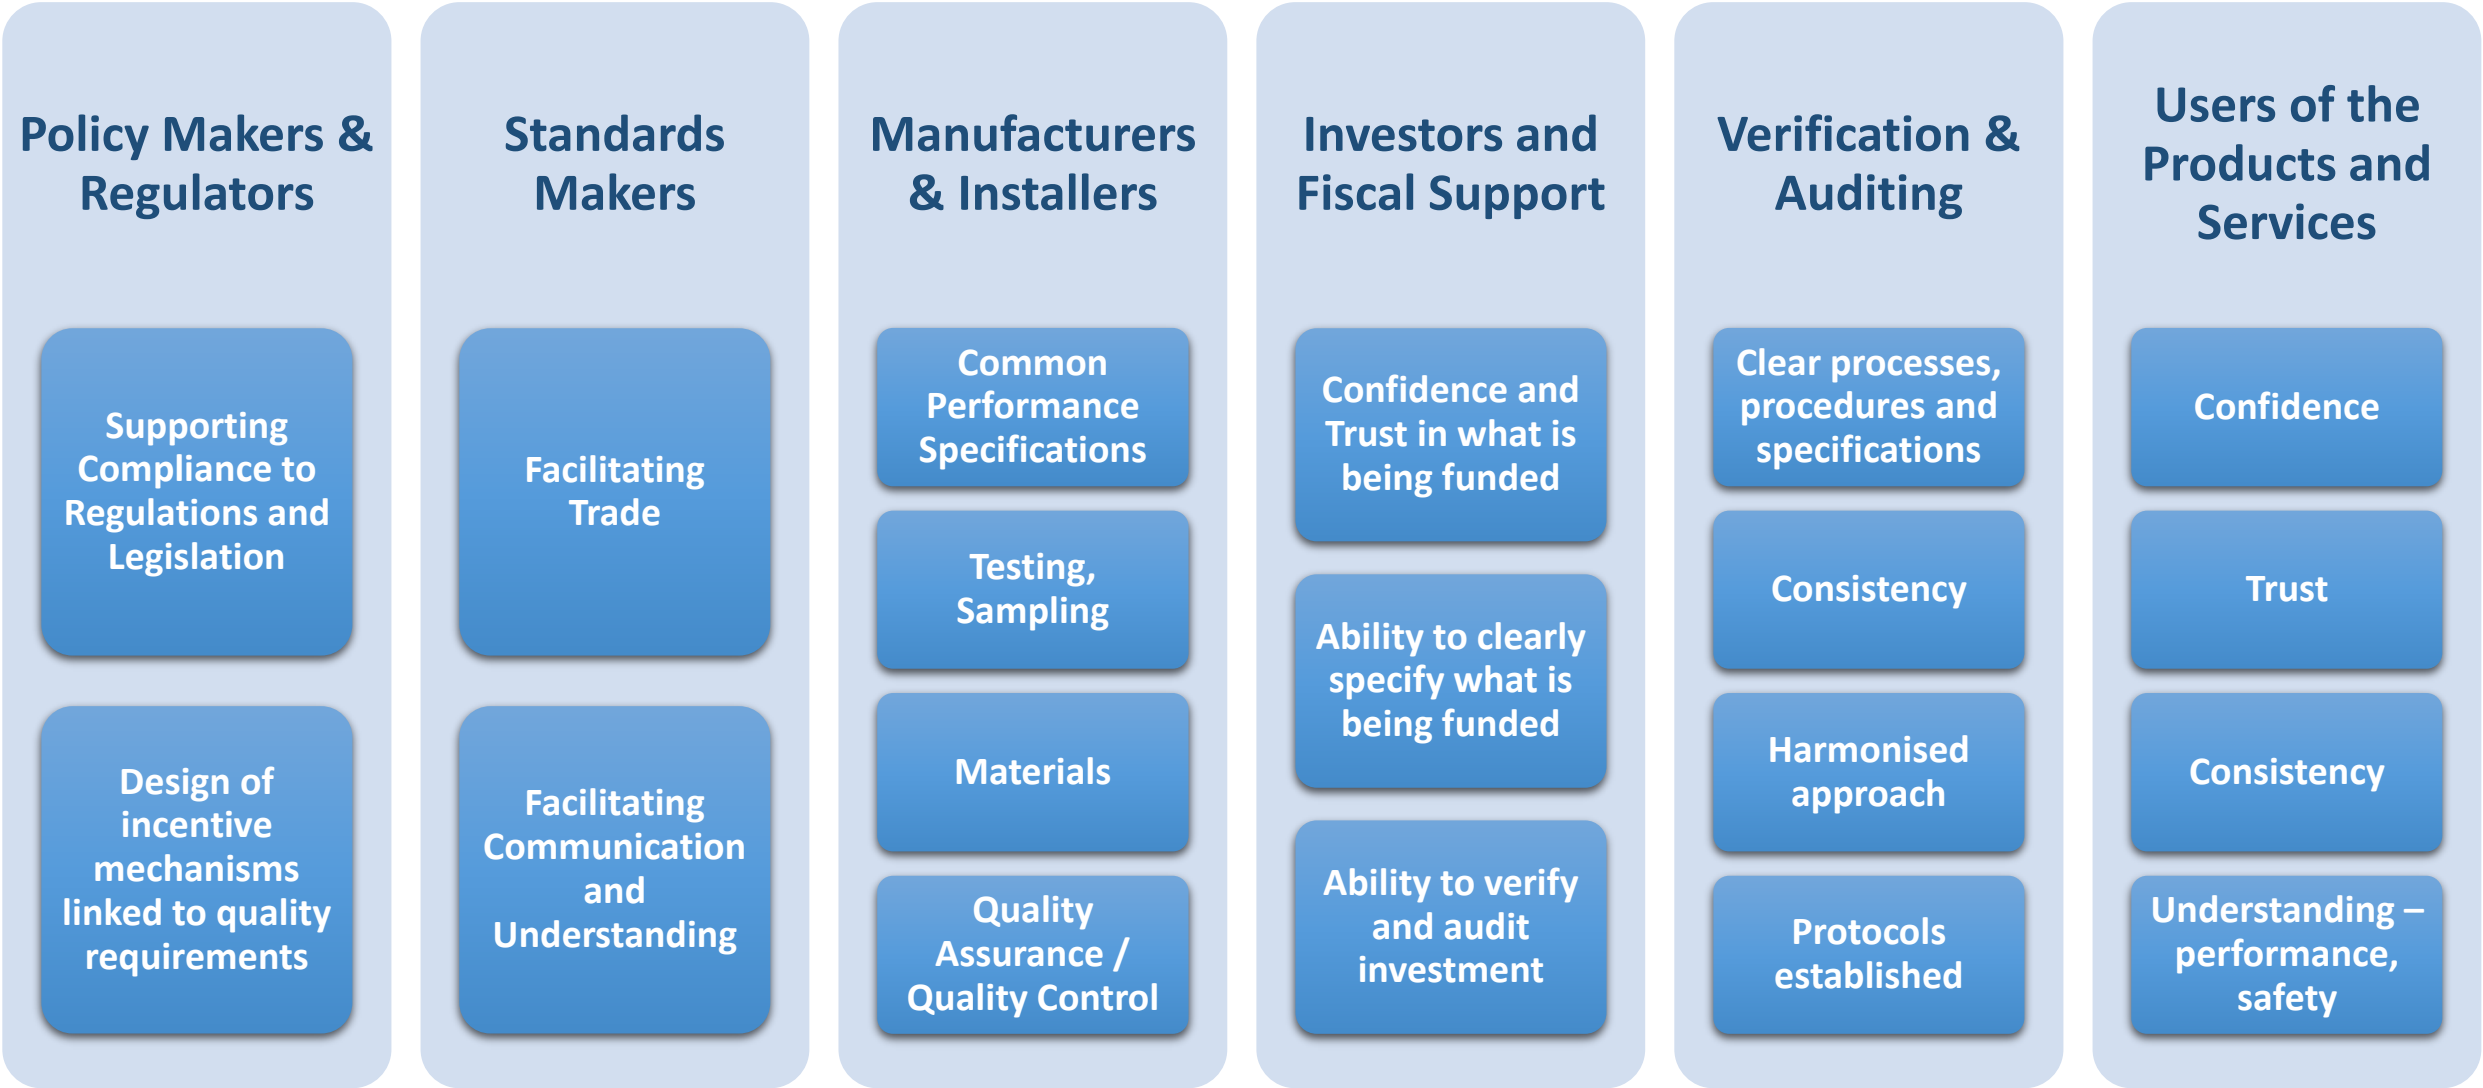 Policy Makers &
Regulators
Supporting
Compliance to
Regulations and
Legislation
Design of
incentive
mechanisms
linked to quality
requirements
Standards
Makers
Facilitating
Trade
Facilitating
Communication
and
Understanding
Manufacturers
& Installers
Common
Performance
Specifications
Testing,
Sampling
Materials
Quality
Assurance /
Quality Control
Investors and
Fiscal Support
Confidence and
Trust in what is
being funded
Ability to clearly
specify what is
being funded
Ability to verify
and audit
investment
Verification &
Auditing
Clear processes,
procedures and
specifications
Consistency
Harmonised
approach
Protocols
established
Users of the
Products and
Services
Confidence
Trust
Consistency
Understanding –
performance,
safety